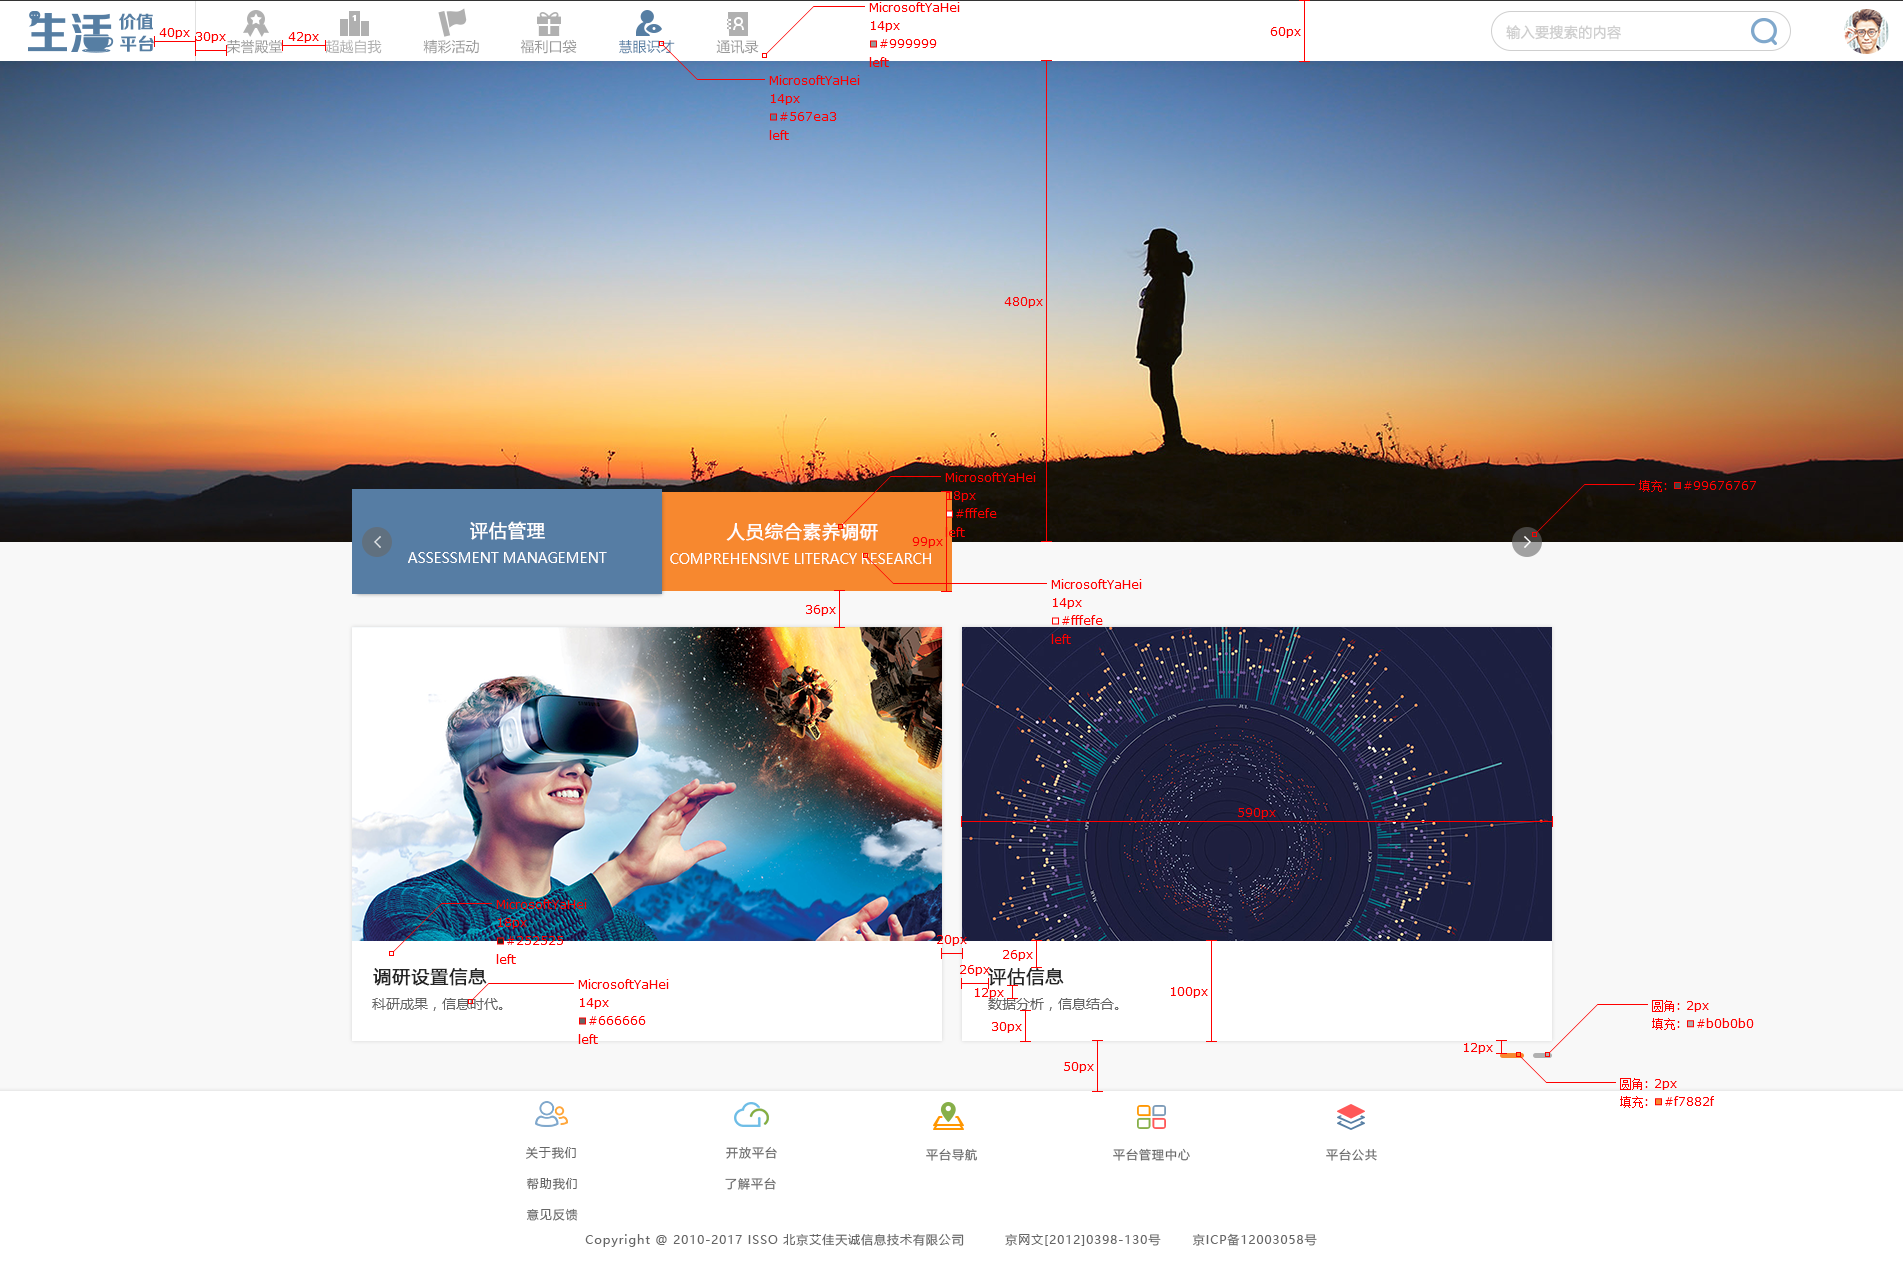 生活 价值平台
40px
30px
荣誉殿堂
42px
超越自我
精彩活动
福利口袋
慧眼识才
通讯录
MicrosoftYaHei
14px
#999999
left
60px
输入要搜索的内容
MicrosoftYaHei
14px
#567ea3
left
480px
MicrosoftYaHei
18px
#fffefe
left
填充: #99676767
评估管理
ASSESSMENT MANAGEMENT
人员综合素养调研
COMPREHENSIVE LITERACY RESEARCH
99px
36px
MicrosoftYaHei
14px
#fffefe
left
590px
MicrosoftYaHei
18px
#252525
left
调研设置信息
科研成果，信息时代。
MicrosoftYaHei
14px
#666666
left
20px
26px
26px
评估信息
12px
数据分析，信息结合。
30px
100px
50px
12px
圆角: 2px
填充: #b0b0b0
圆角: 2px
填充: #f7882f
关于我们
帮助我们
意见反馈
开放平台
了解平台
平台导航
平台管理中心
平台公共
Copyright @ 2010-2017 ISSO 北京艾佳天诚信息技术有限公司 京网文[2012]0398-130号 京ICP备12003058号